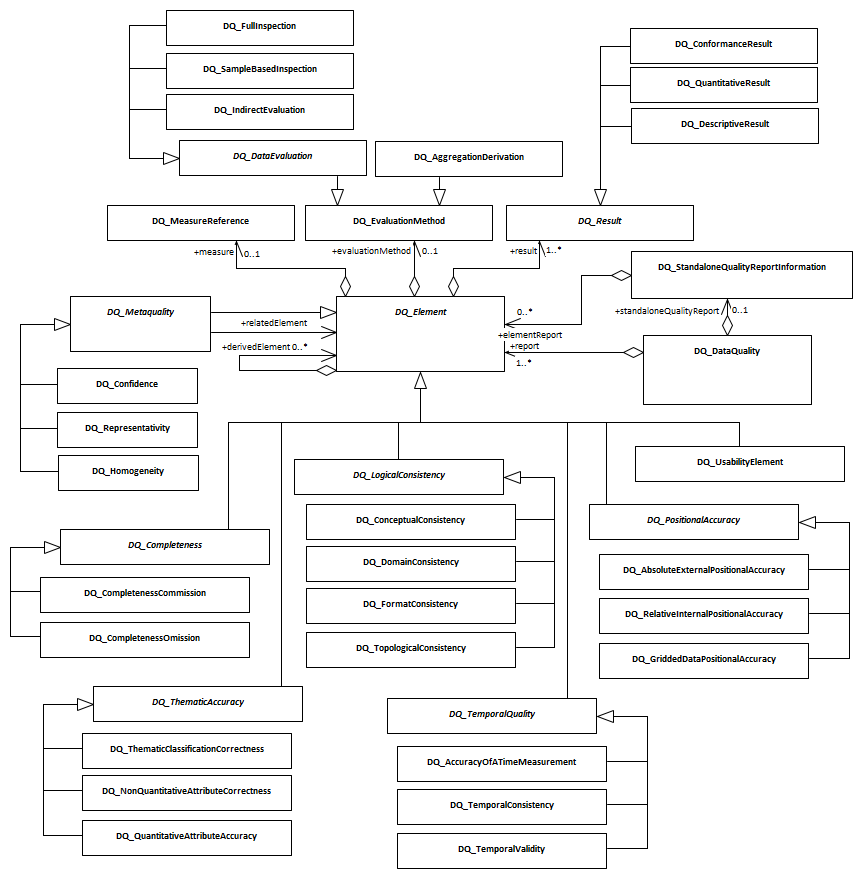 DQ_FullInspection
DQ_SampleBasedInspection
DQ_IndirectEvaluation
DQ_DataEvaluation
DQ_AggregationDerivation
DQ_ConformanceResult
DQ_QuantitativeResult
DQ_DescriptiveResult
DQ_MeasureReference
DQ_EvaluationMethod
DQ_Result
+measure
0..1
+evaluationMethod
0..1
+result
1..*
DQ_StandaloneQualityReportInformation
DQ_Metaquality
+relatedElement
+derivedElement 0..*
DQ_Element
0..*
+elementReport
+report
1..*
+standaloneQualityReport
0..1
DQ_DataQuality
DQ_Confidence
DQ_Representativity
DQ_Homogeneity
DQ_LogicalConsistency
DQ_ConceptualConsistency
DQ_DomainConsistency
DQ_FormatConsistency
DQ_TopologicalConsistency
DQ_UsabilityElement
DQ_PositionalAccuracy
DQ_AbsoluteExternalPositionalAccuracy
DQ_RelativeInternalPositionalAccuracy
DQ_GriddedDataPositionalAccuracy
DQ_Completeness
DQ_CompletenessCommission
DQ_CompletenessOmission
DQ_ThematicAccuracy
DQ_ThematicClassificationCorrectness
DQ_NonQuantitativeAttributeCorrectness
DQ_QuantitativeAttributeAccuracy
DQ_TemporalQuality
DQ_AccuracyOfATimeMeasurement
DQ_TemporalConsistency
DQ_TemporalValidity